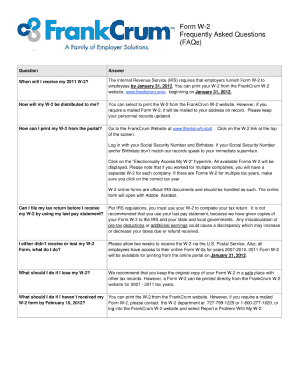 FrankCrum
A Family of Employer Solutions.
Form W-2
Frequently Asked Questions
(FAQs)
Question
Answer
When will I receive my 2011 W-2?
The Internal Revenue Service (IRS) requires that employers furnish Form W-2 to
employees by January 31, 2012. You can print your W-2 from the FrankCrum W-2
website, www.frankcrum.com, beginning on January 31, 2012.
How will my W-2 be distributed to me?
You can select to print the W-2 from the FrankCrum W-2 website. However, if you
require a mailed Form W-2, it will be mailed to the address on record. Please keep
your personnel records updated.
How can I print my W-2 from the portal?
Go to the FrankCrum Website at www.frankcrum.com. Click on the W-2 link at the top
of the screen.
Log in with your Social Security Number and Birthdate. If your Social Security Number
and/or Birthdate don't match our records speak to your immediate supervisor.
Click on the "Electronically Access My W-2" hyperlink. All available Forms W-2 will be
displayed. Please note that if you worked for multiple companies, you will have a
separate W-2 for each company. If there are Forms W-2 for multiple tax years, make
sure you click on the correct tax year
W-2 online forms are official IRS documents and should be handled as such. The online
form will open with Adobe Acrobat.
Can I file my tax return before I receive
my W-2 by using my last pay statement?
Per IRS regulations, you must use your W-2 to complete your tax return. It is not
recommended that you use your last pay statement, because we have given copies of
your Form W-2 to the IRS and your state and local governments. Any misallocation of
pre-tax deductions or additional earnings could cause a discrepancy which may increase
or decrease your taxes due or refund received.
I either didn't receive or lost my W-2
Form, what do I do?
Please allow two weeks to receive the W-2 via the U.S. Postal Service. Also, all
employees have access to their online Form W-2s for years 2007-2010. 2011 Form W-2
will be available for printing from the online portal on January 31, 2012.
What should I do if I lose my W-2?
We recommend that you keep the original copy of your Form W-2 in a safe place with
other tax records. However, a Form W-2 can be printed directly from the FrankCrum W-2
website for 2007 - 2011 tax years.
What should I do if I haven't received my
W-2 form by February 15, 2012?
You can print the W-2 from the FrankCrum website. However, if you require a mailed
Form W-2, please contact the W-2 department at 727-799-1229 or 1-800-277-1620, or
log into the FrankCrum W-2 website and select Report a Problem With My W-2.